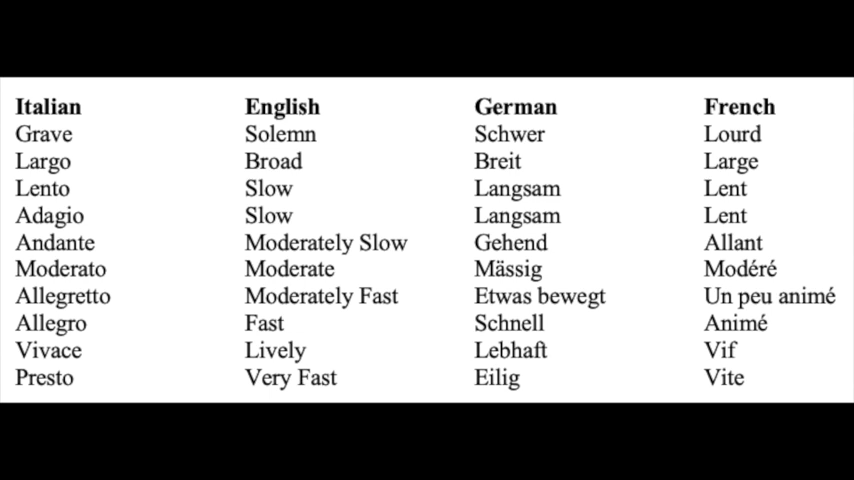 Italian English German French
Grave Solemn Schwer Lourd
Largo Broad Breit Large
Lento Slow Langsam Lent
Adagio Slow Langsam Lent
Andante Moderately Slow Gehend Allant
Moderato Moderate Mässig Modéré
Allegretto Moderately Fast Etwas bewegt Un peu animé
Allegro Fast Schnell Animé
Vivace Lively Lebhaft Vif
Presto Very Fast Eilig Vite